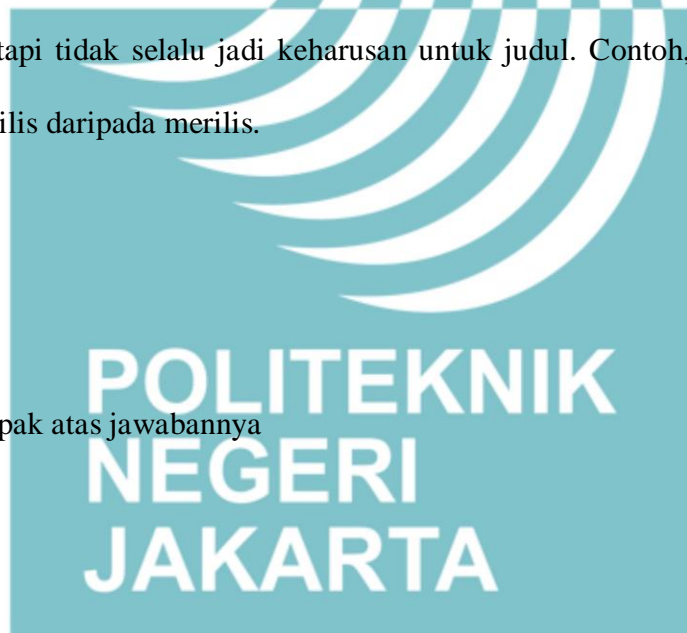 tapi tidak selalu jadi keharusan untuk judul. Contoh,
ilis daripada merilis.
POLITEKNIK
pak atas jawabannya
NEGERI
JAKARTA